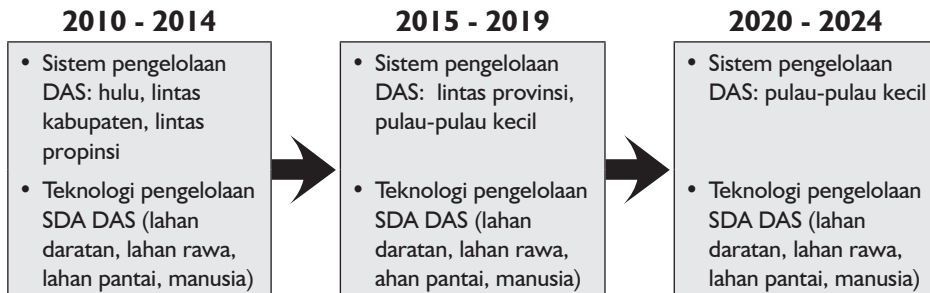 2010 - 2014
• Sistem pengelolaan
DAS: hulu, lintas
kabupaten, lintas
propinsi
• Teknologi pengelolaan
SDA DAS (lahan
daratan, lahan rawa,
lahan pantai, manusia)
2015 - 2019
• Sistem pengelolaan
DAS: lintas provinsi,
pulau-pulau kecil
• Teknologi pengelolaan
SDA DAS (lahan
daratan, lahan rawa,
ahan pantai, manusia)
2020 - 2024
• Sistem pengelolaan
DAS: pulau-pulau kecil
• Teknologi pengelolaan
SDA DAS (lahan
daratan, lahan rawa,
lahan pantai, manusia)